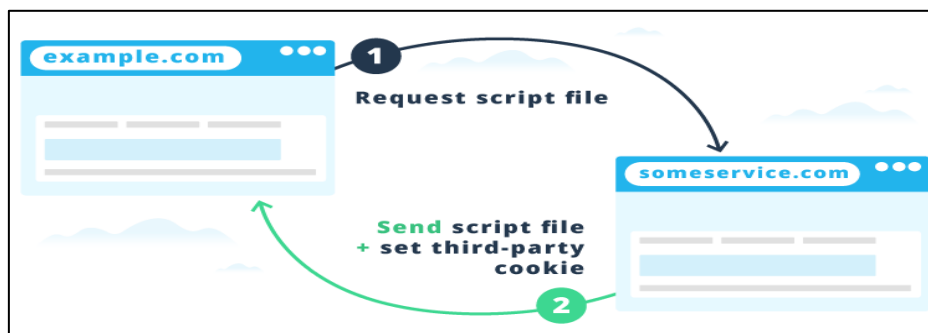 example.com
1
Request script file
someservice.com
Send script file
+ set third-party
cookie
2